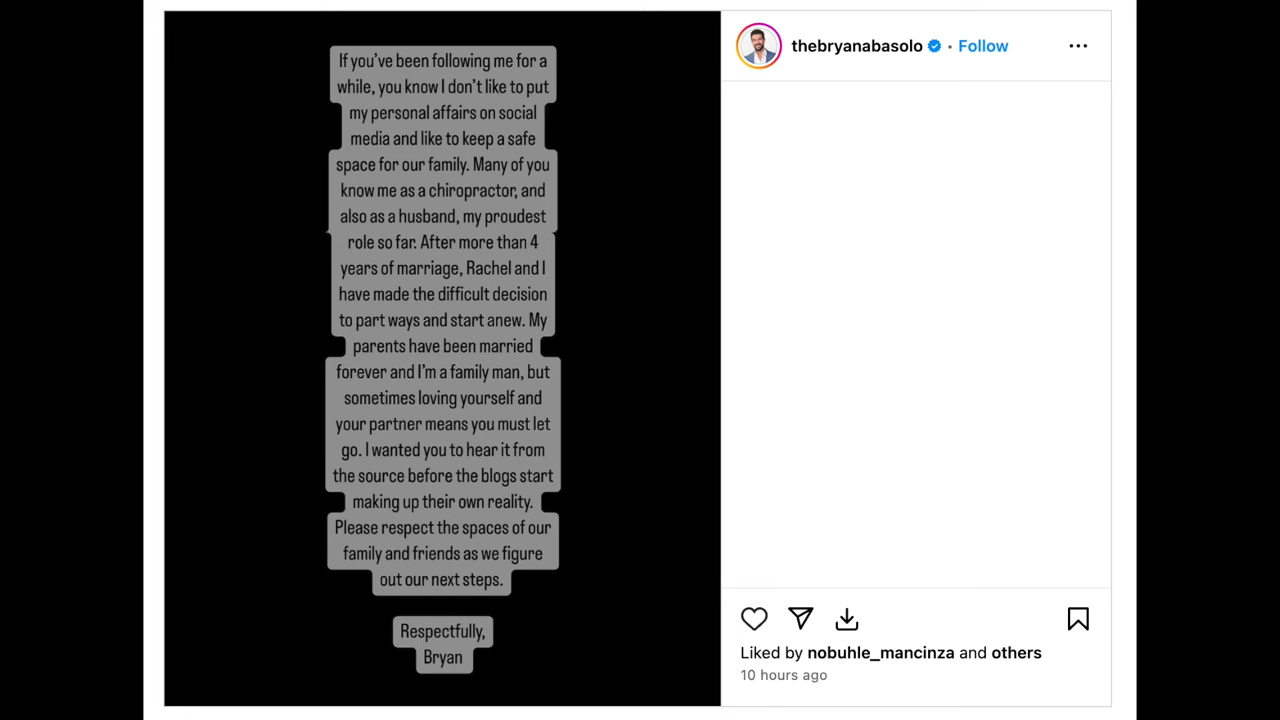 If you've been following me for a
while, you know I don't like to put
my personal affairs on social
media and like to keep a safe
space for our family. Many of you
know me as a chiropractor, and
also as a husband, my proudest
role so far. After more than 4
years of marriage, Rachel and I
have made the difficult decision
to part ways and start anew. My
parents have been married
forever and I'm a family man, but
sometimes loving yourself and
your partner means you must let
go. I wanted you to hear it from
the source before the blogs start
making up their own reality.
Please respect the spaces of our
family and friends as we figure
out our next steps.
Respectfully,
Bryan
thebryanabasolo • Follow
Liked by nobuhle_mancinza and others
10 hours ago